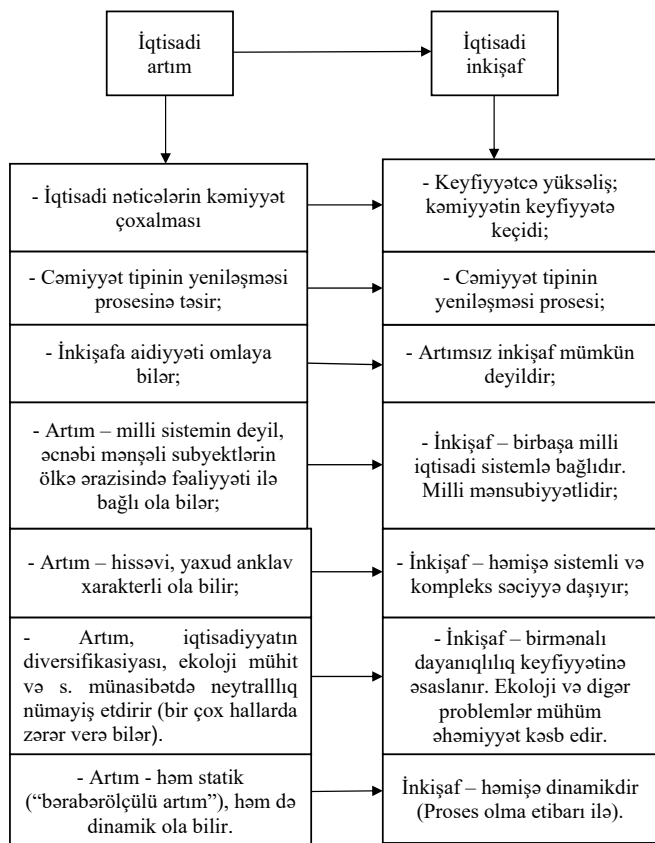 İqtisadi
artım
İqtisadi
inkişaf
- İqtisadi nəticələrin kəmiyyət
çoxalması
- Keyfiyyətcə yüksəliş;
kəmiyyətin keyfiyyətə
keçidi;
- Cəmiyyət tipinin yeniləşməsi
prosesinə təsir;
- Cəmiyyət tipinin
yeniləşməsi prosesi;
- İnkişafa aidiyyəti omlaya
bilər;
- Artımsız inkişaf mümkün
deyildir;
- Artım – milli sistemin deyil,
əcnəbi mənşəli subyektlərin
ölkə ərazisində fəaliyyəti ilə
bağlı ola bilər;
- İnkişaf – birbaşa milli
iqtisadi sistemlə bağlıdır.
Milli mənsubiyyətlidir;
- Artım – hissəvi, yaxud anklav
xarakterli ola bilir;
- İnkişaf – həmişə sistemli və
kompleks səciyyə daşıyır;
- Artım, iqtisadiyyatın
diversifikasiyası, ekoloji mühit
və s. münasibətdə neytralllıq
nümayiş etdirir (bir çox hallarda
zərər verə bilər).
- İnkişaf – birmənalı
dayanıqlılıq keyfiyyətinə
əsaslanır. Ekoloji və digər
problemlər mühüm
əhəmiyyət kəsb edir.
- Artım - həm statik
(“bərabərölçülü artım”), həm də
dinamik ola bilir.
İnkişaf – həmişə dinamikdir
(Proses olma etibarı ilə).